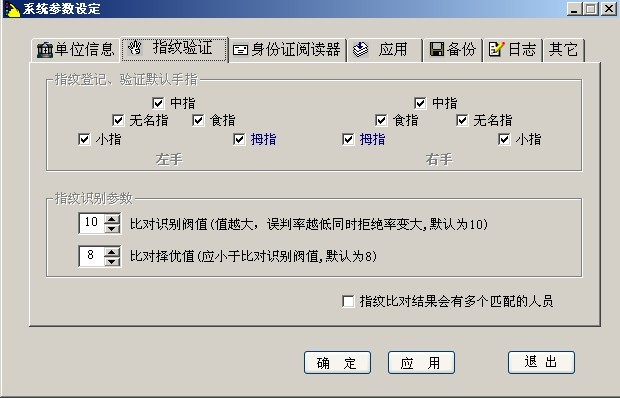 系统参数设定
单位信息 指纹验证 身份证阅读器 应用 备份 日志 其它
指纹登记、验证默认手指
中指 中指
无名指 食指 食指 无名指
小指 拇指 拇指 小指
左手 右手
指纹识别参数
10 比对识别阀值(值越大，误判率越低同时拒绝率变大,默认为10)
8 比对择优值(应小于比对识别阀值,默认为8)
指纹比对结果会有多个匹配的人员
确 定 应 用 退 出